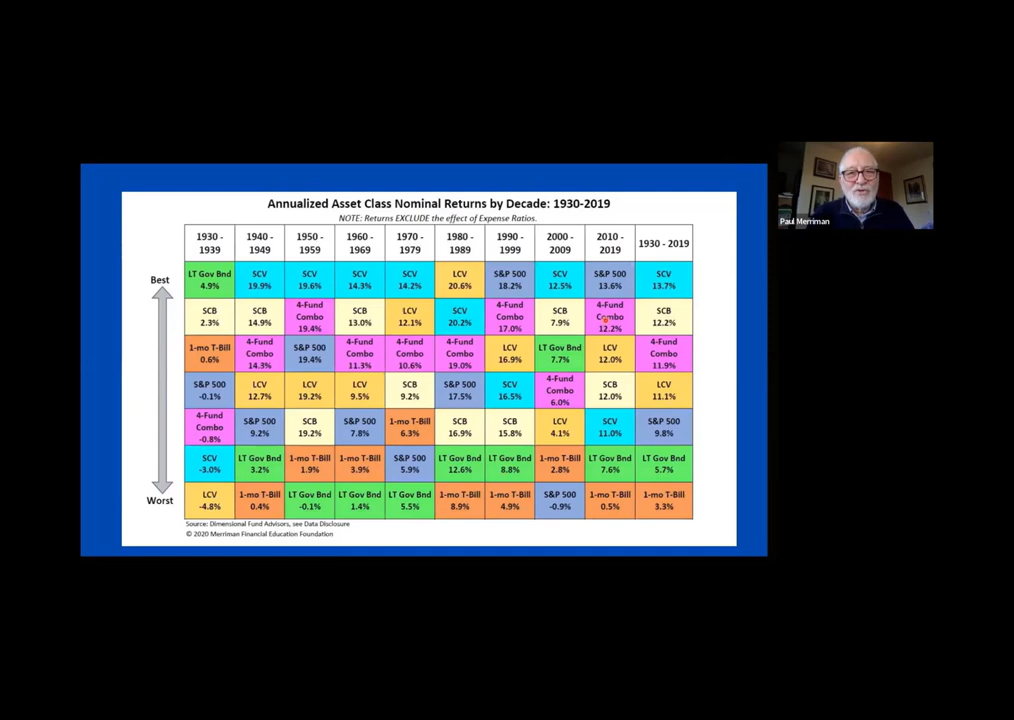 Annualized Asset Class Nominal Returns by Decade: 1930-2019
NOTE: Returns EXCLUDE the effect of Expense Ratios.
1930 - 1939 1940 - 1949 1950 - 1959 1960 - 1969 1970 - 1979 1980 - 1989 1990 - 1999 2000 - 2009 2010 - 2019 1930 - 2019
Best
LT Gov Bnd 4.9% SCV 19.9% SCV 19.6% SCV 14.3% SCV 14.2% LCV 20.6% S&P 500 18.2% SCV 12.5% S&P 500 13.6% SCV 13.7%
SCB 2.3% SCB 14.9% 4-Fund Combo 19.4% SCB 13.0% LCV 12.1% SCV 20.2% 4-Fund Combo 17.0% SCB 7.9% 4-Fund Combo 12.2% SCB 12.2%
1-mo T-Bill 0.6% 4-Fund Combo 14.3% S&P 500 19.4% 4-Fund Combo 11.3% 4-Fund Combo 10.6% 4-Fund Combo 19.0% LCV 16.9% LT Gov Bnd 7.7% LCV 12.0% 4-Fund Combo 11.9%
S&P 500 -0.1% LCV 12.7% LCV 19.2% LCV 9.5% SCB 9.2% S&P 500 17.5% SCV 16.5% 4-Fund Combo 6.0% SCB 12.0% LCV 11.1%
4-Fund Combo -0.8% S&P 500 9.2% SCB 19.2% S&P 500 7.8% 1-mo T-Bill 6.3% SCB 16.9% SCB 15.8% LCV 4.1% SCV 11.0% S&P 500 9.8%
SCV -3.0% LT Gov Bnd 3.2% 1-mo T-Bill 1.9% 1-mo T-Bill 3.9% S&P 500 5.9% LT Gov Bnd 12.6% LT Gov Bnd 8.8% 1-mo T-Bill 2.8% LT Gov Bnd 7.6% LT Gov Bnd 5.7%
LCV -4.8% 1-mo T-Bill 0.4% LT Gov Bnd -0.1% LT Gov Bnd 1.4% LT Gov Bnd 5.5% 1-mo T-Bill 8.9% 1-mo T-Bill 4.9% S&P 500 -0.9% 1-mo T-Bill 0.5% 1-mo T-Bill 3.3%
Worst
Source: Dimensional Fund Advisors, see Data Disclosure
© 2020 Merriman Financial Education Foundation
Paul Merriman